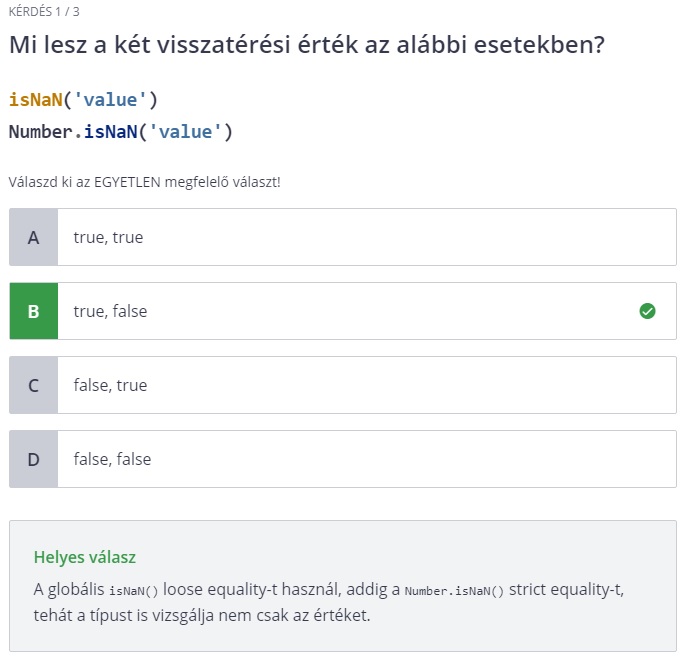 KÉRDÉS 1 / 3
Mi lesz a két visszatérési érték az alábbi esetekben?
isNaN('value')
Number.isNaN('value')
Válaszd ki az EGYETLEN megfelelő választ!
A true, true
B true, false
C false, true
D false, false
Helyes válasz
A globális isNaN() loose equality-t használ, addig a Number.isNaN() strict equality-t,
tehát a típust is vizsgálja nem csak az értéket.